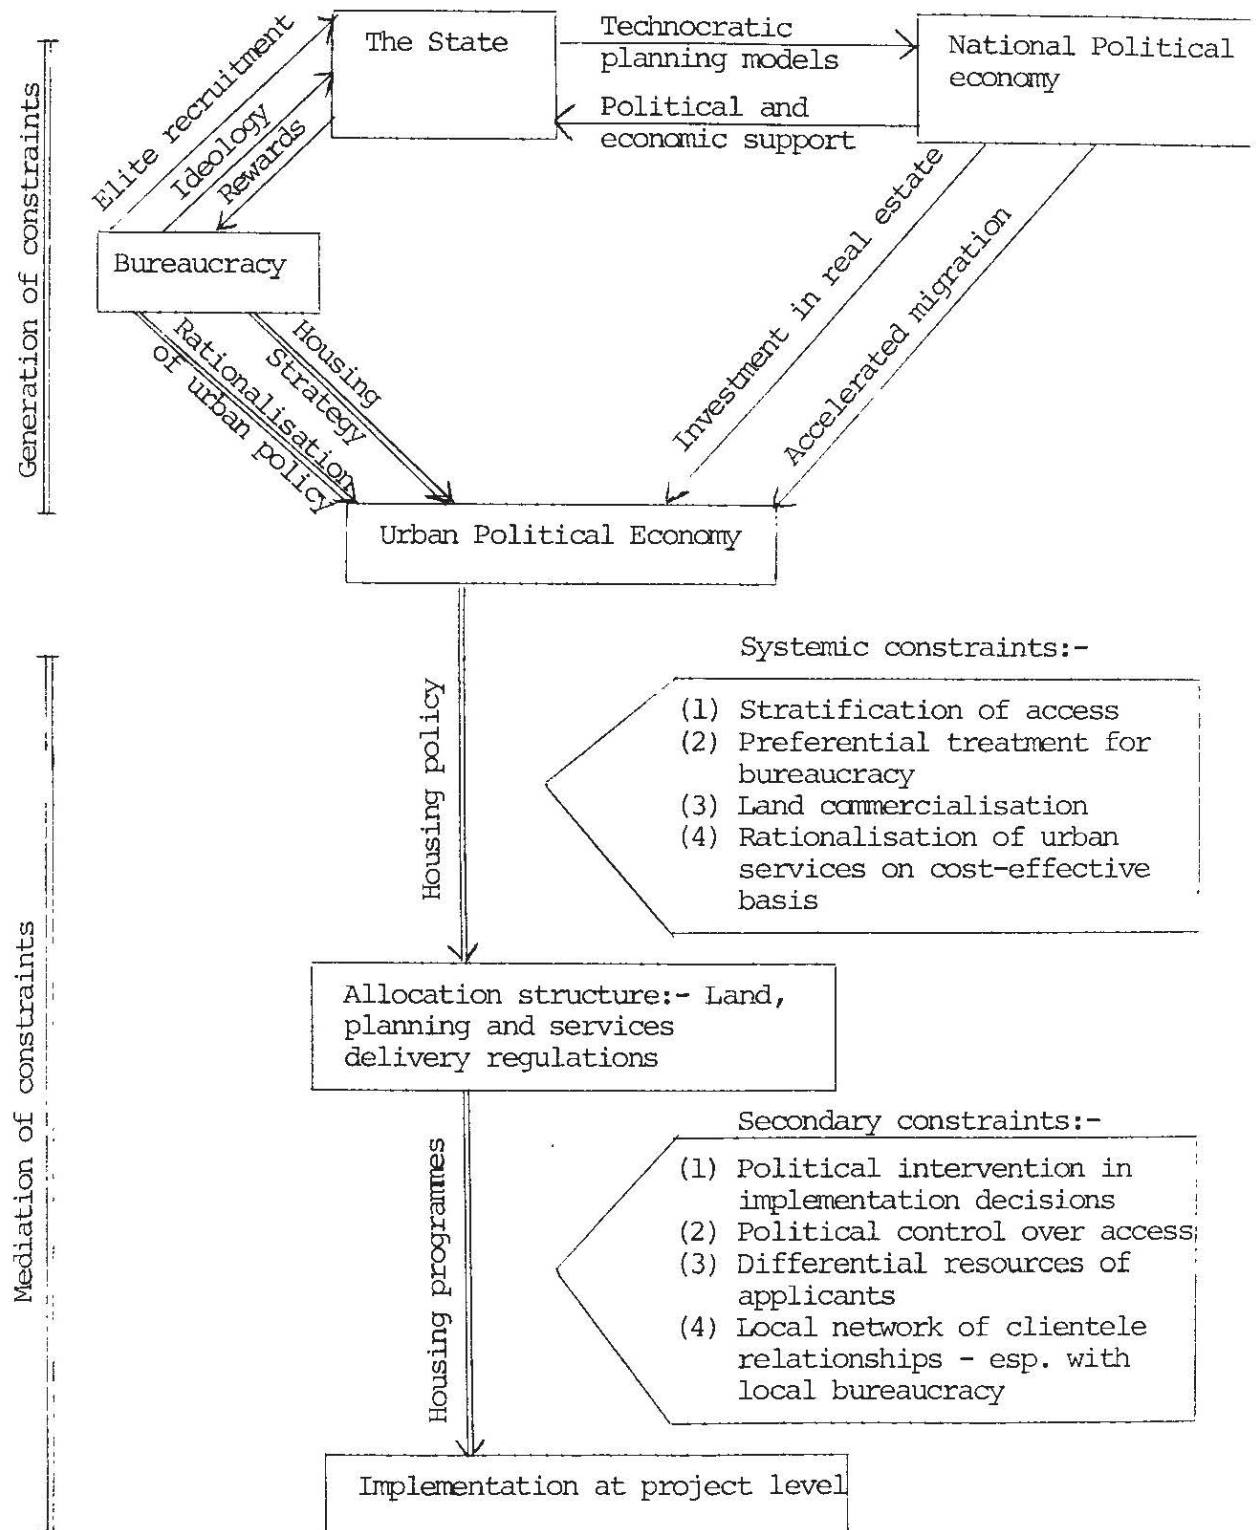 The State
Technocratic
planning models
National Political
economy
Political and
economic support
Elite recruitment
Ideology
Rewards
Generation of constraints
Bureaucracy
Rationalisation
of urban policy
Housing
Strategy
Investment in real estate
Accelerated migration
Urban Political Economy
Mediation of constraints
Housing policy
Systemic constraints:-
(1) Stratification of access
(2) Preferential treatment for
bureaucracy
(3) Land commercialisation
(4) Rationalisation of urban
services on cost-effective
basis
Allocation structure:- Land,
planning and services
delivery regulations
Housing programmes
Secondary constraints:-
(1) Political intervention in
implementation decisions
(2) Political control over access
(3) Differential resources of
applicants
(4) Local network of clientele
relationships - esp. with
local bureaucracy
Implementation at project level